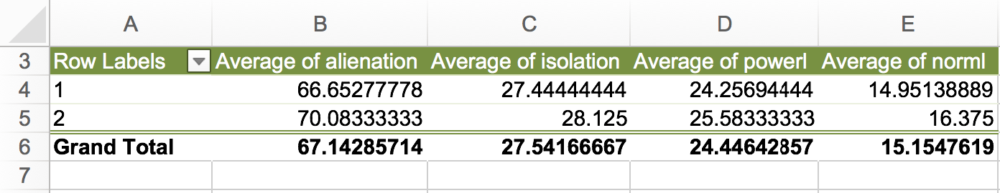 A B C D E
3 Row Labels Average of alienation Average of isolation Average of powerl Average of norml
4 1 66.65277778 27.44444444 24.25694444 14.95138889
5 2 70.08333333 28.125 25.58333333 16.375
6 Grand Total 67.14285714 27.54166667 24.44642857 15.1547619
7